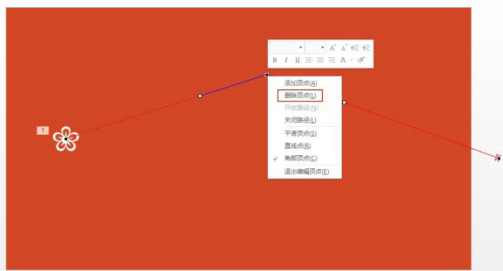 1
B I U A
添加顶点(A)
删除顶点(L)
开放路径(N)
关闭路径(L)
平滑顶点(S)
直线点(R)
角部顶点(C)
退出编辑顶点(E)